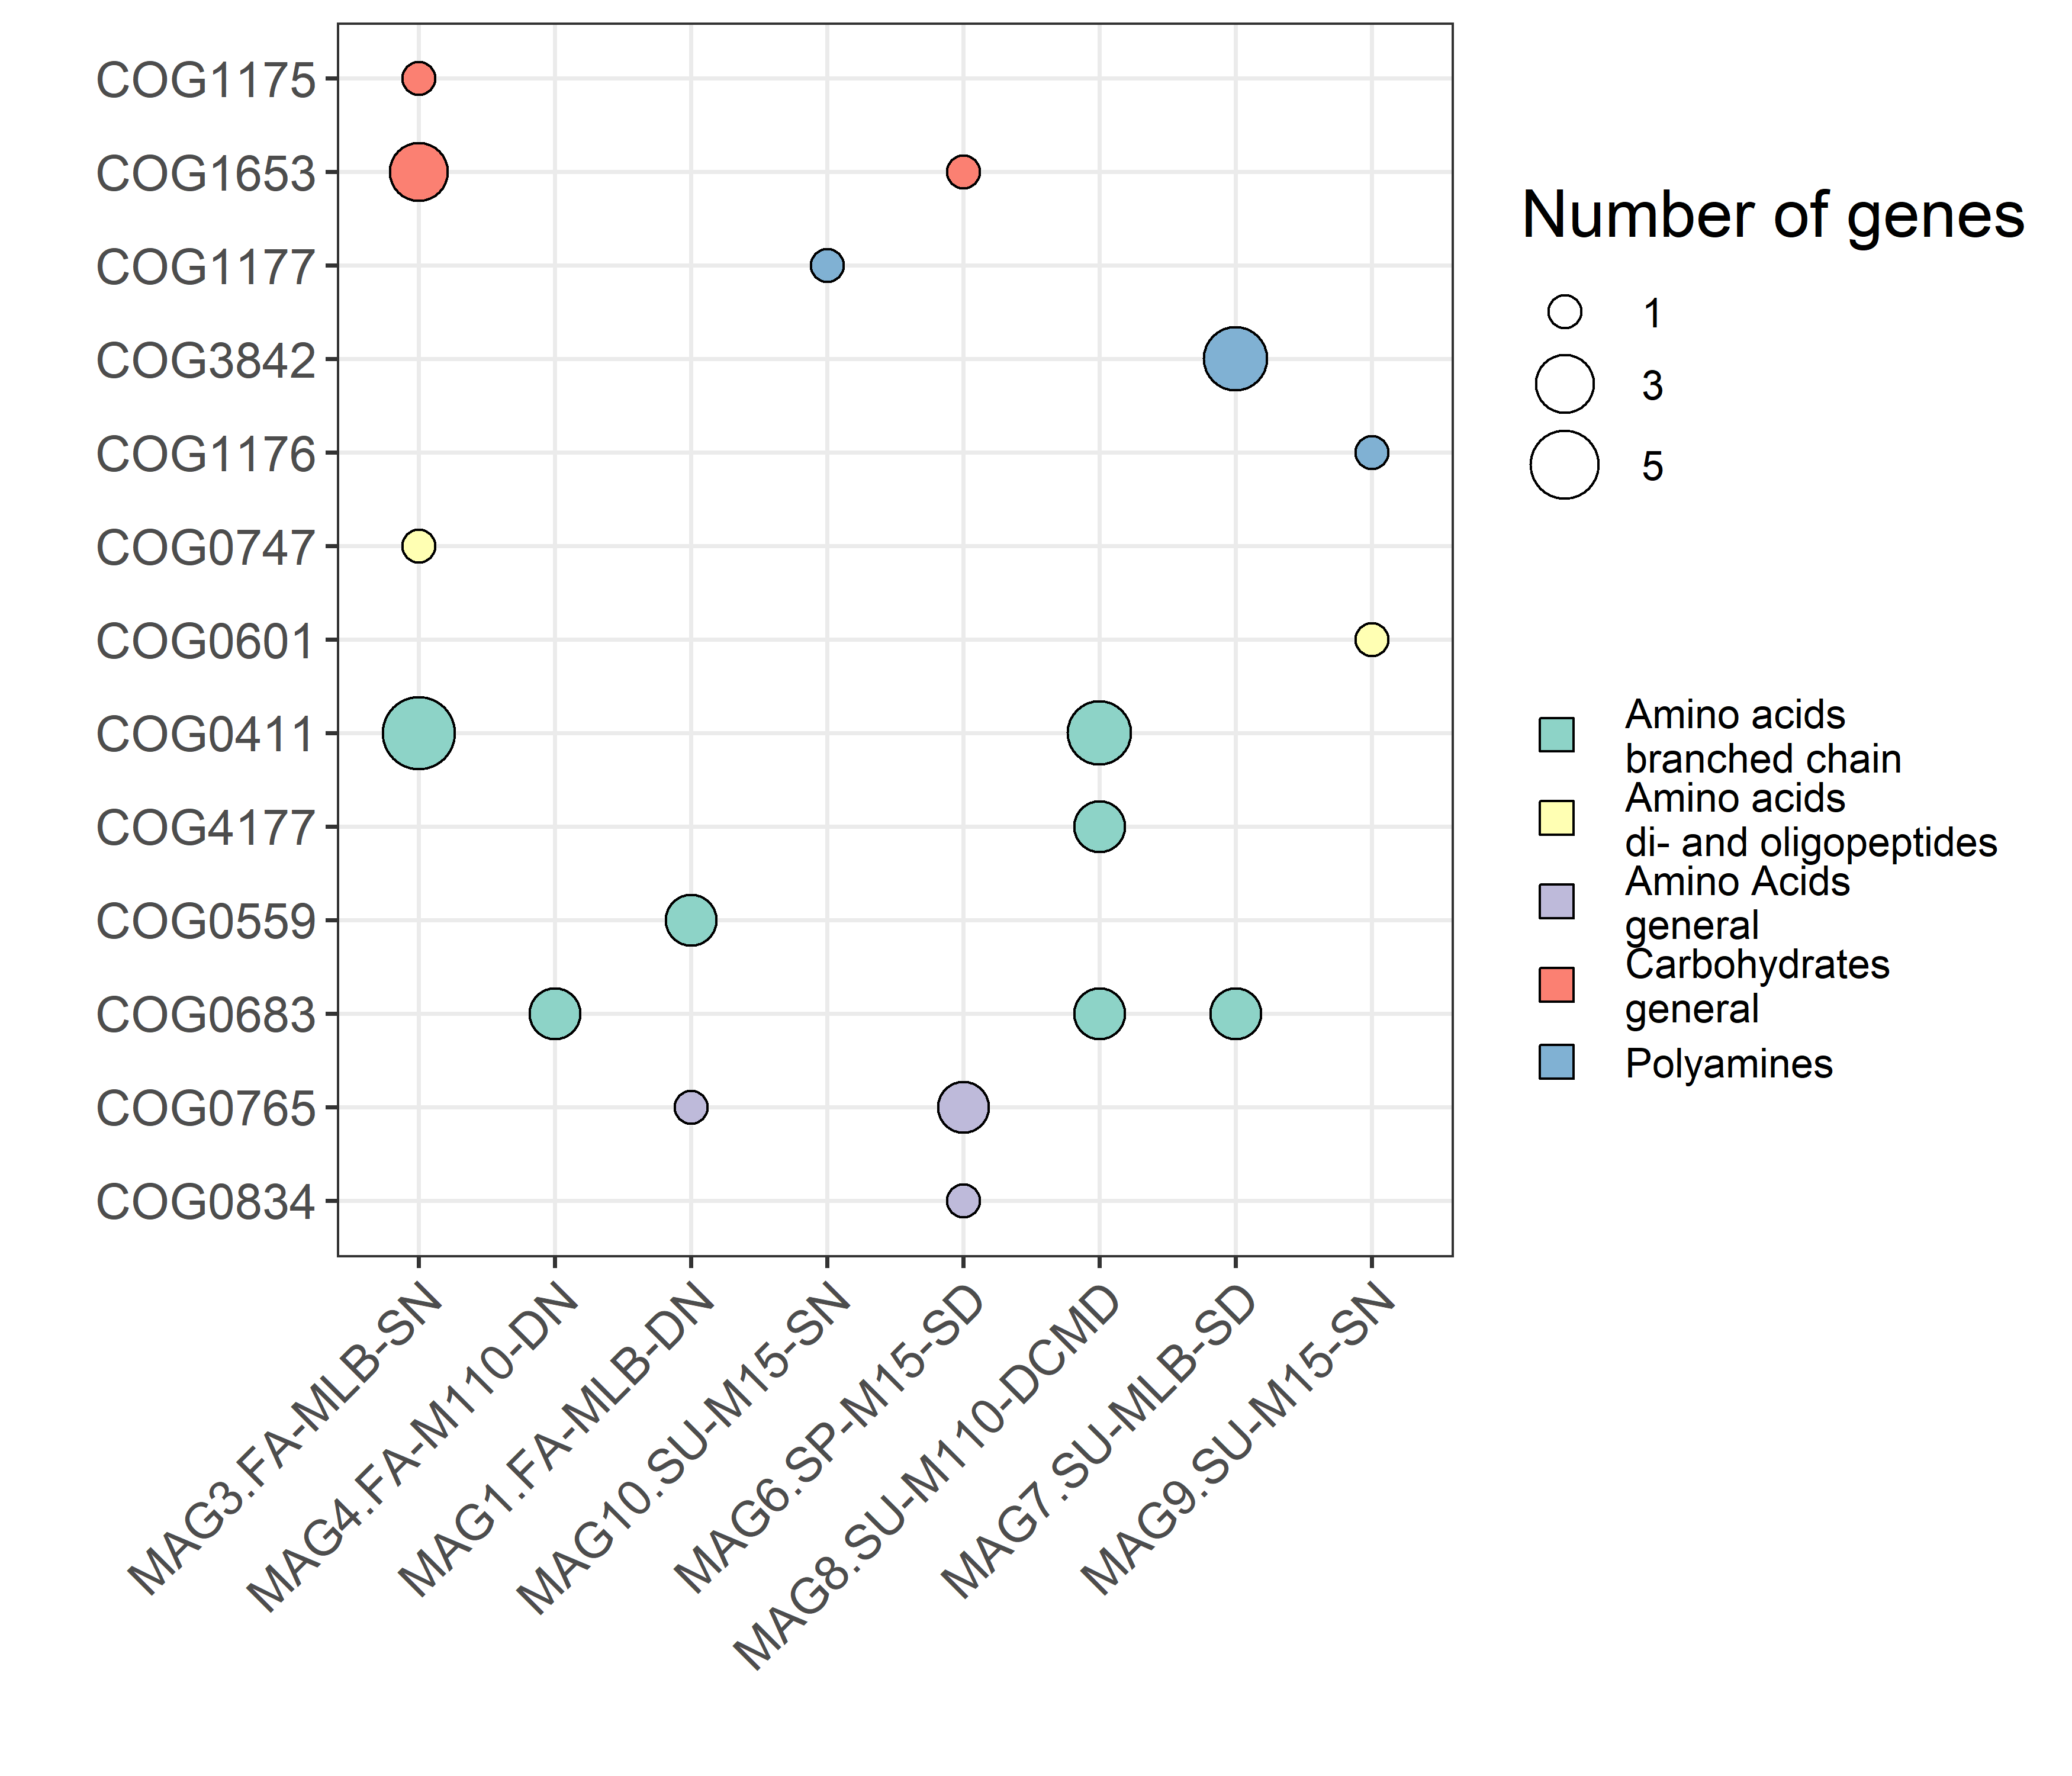 COG1175
COG1653
COG1177
COG3842
COG1176
COG0747
COG0601
COG0411
COG4177
COG0559
COG0683
COG0765
COG0834
MAG3.FA-MLB-SN
MAG4.FA-M110-DN
MAG1.FA-MLB-DN
MAG10.SU-M15-SN
MAG6.SP-M15-SD
MAG8.SU-M110-DCMD
MAG7.SU-MLB-SD
MAG9.SU-M15-SN
Number of genes
1
3
5
Amino acids
branched chain
Amino acids
di- and oligopeptides
Amino Acids
general
Carbohydrates
general
Polyamines